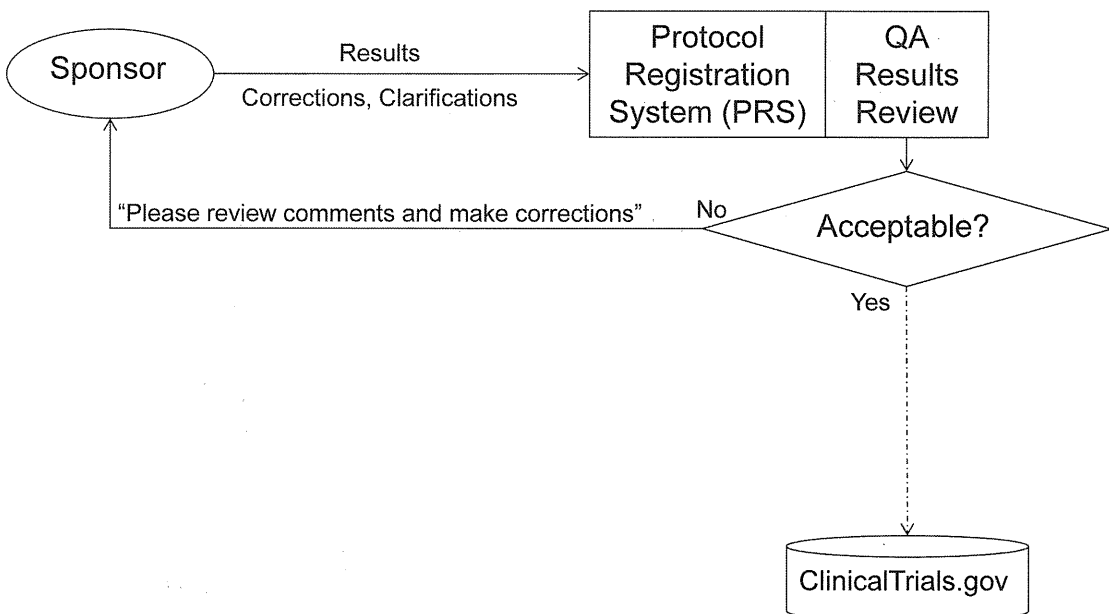 Sponsor
Results
Corrections, Clarifications
Protocol
Registration
System (PRS)
QA
Results
Review
“Please review comments and make corrections”
No
Acceptable?
Yes
ClinicalTrials.gov